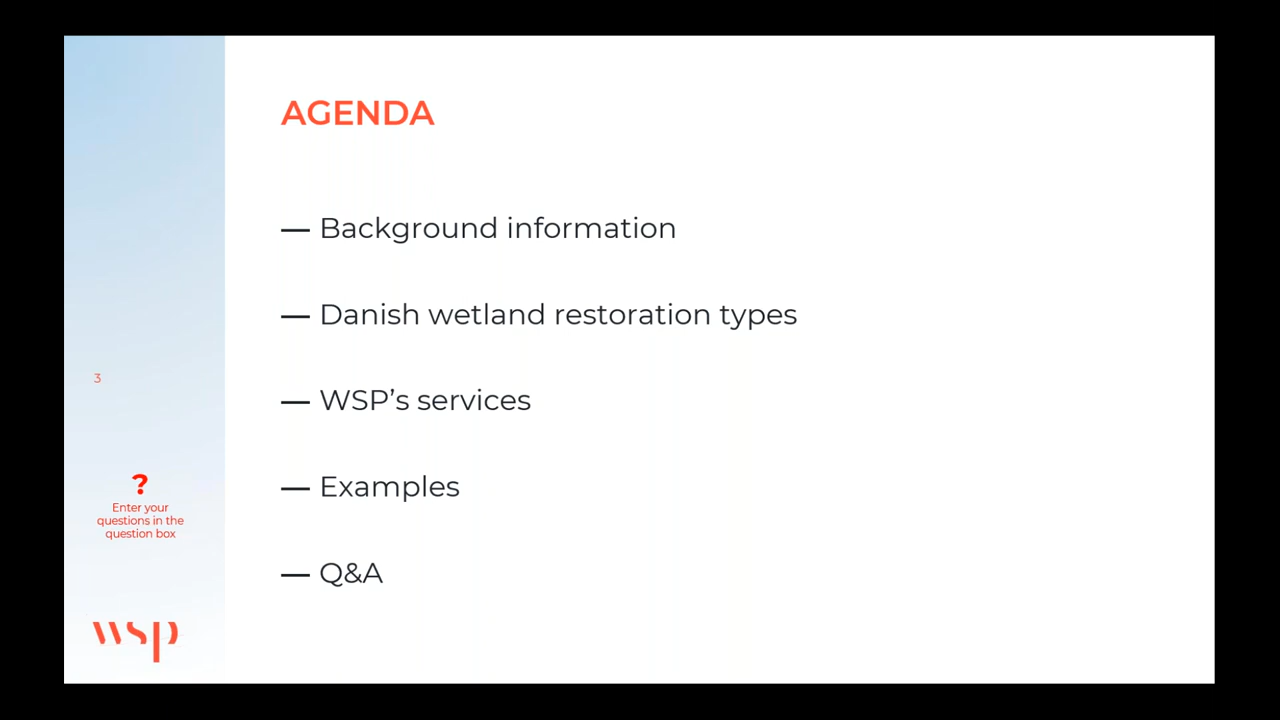 AGENDA
— Background information
— Danish wetland restoration types
— WSP’s services
— Examples
— Q&A
3
?
Enter your
questions in the
question box
wsp